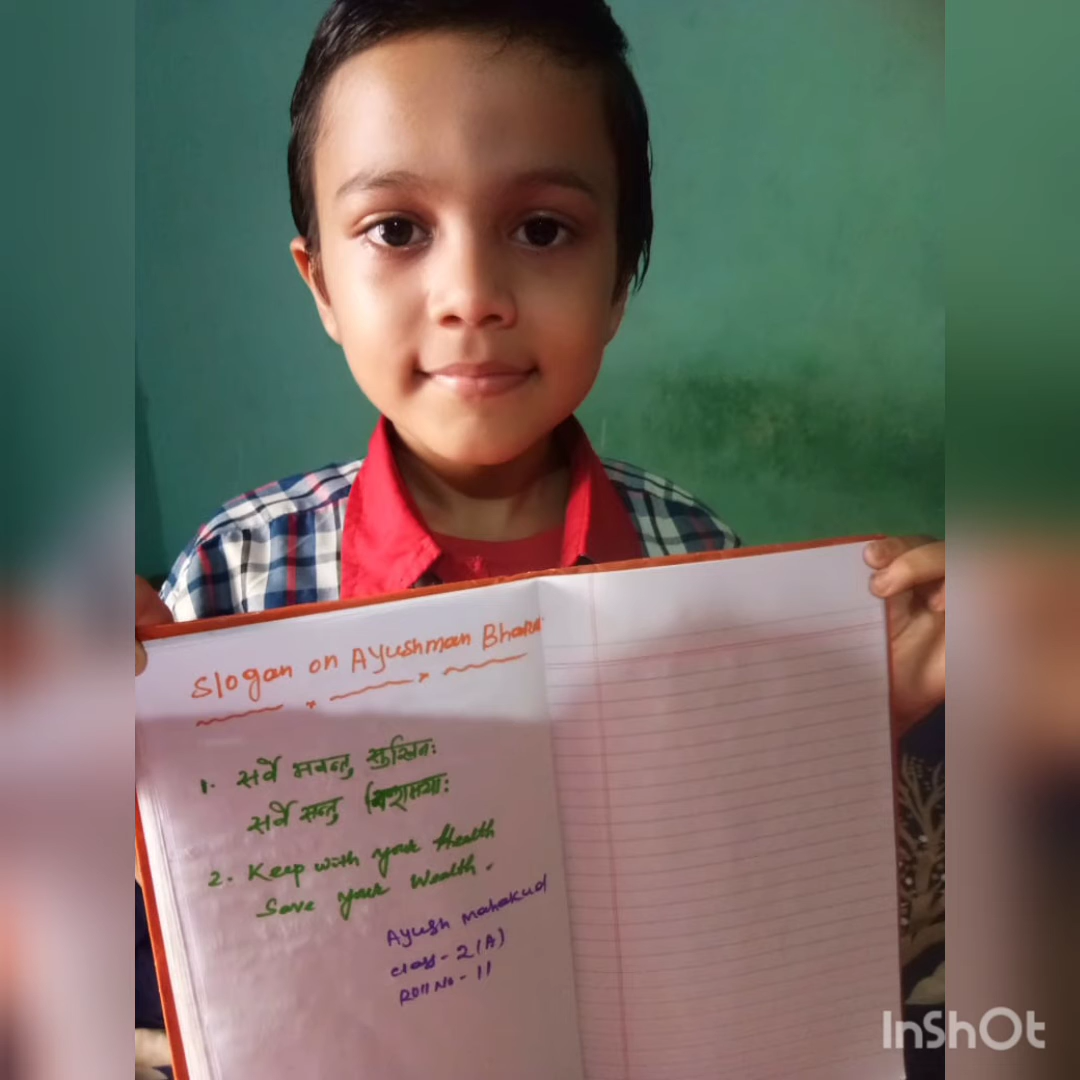 Slogan on Ayushman Bharat
1. सर्वे भवन्तु सुखिनः
सर्वे सन्तु
2. Keep with your Health
Save your Wealth.
Ayush Mahakud
Class - 2 (A)
Roll No - 11
InShOt